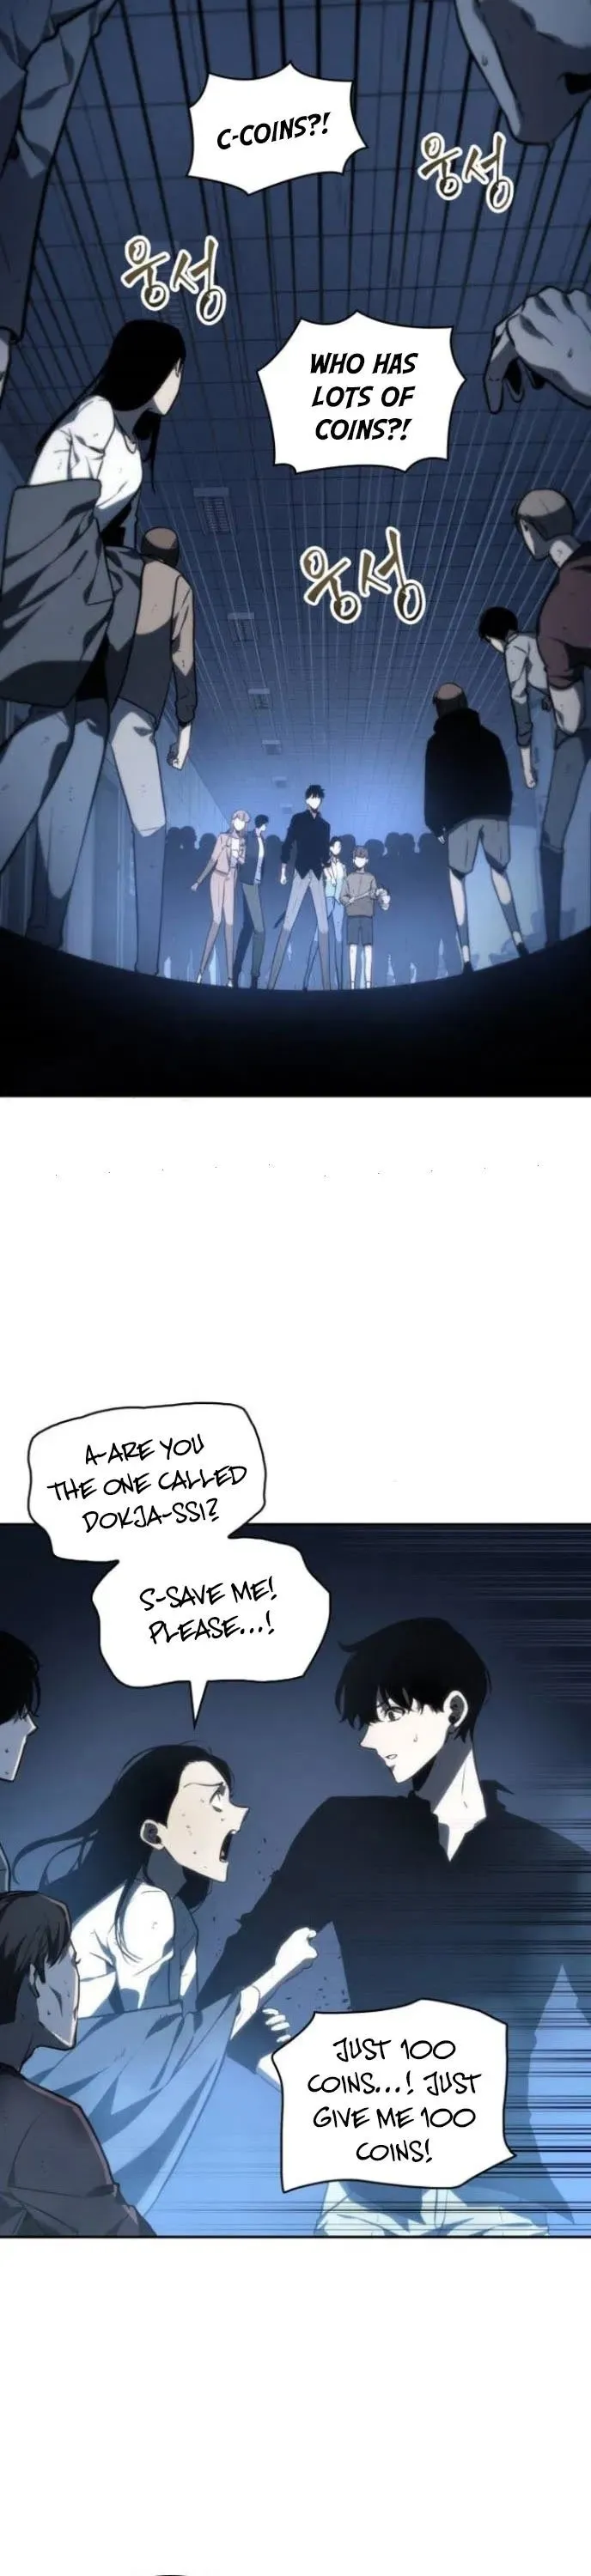 C-COINS?!
웅성
웅성
WHO HAS
LOTS OF
COINS?!
웅성
A-ARE YOU
THE ONE CALLED
DOKJA-SSI?
S-SAVE ME!
PLEASE...!
JUST 100
COINS...! JUST
GIVE ME 100
COINS!